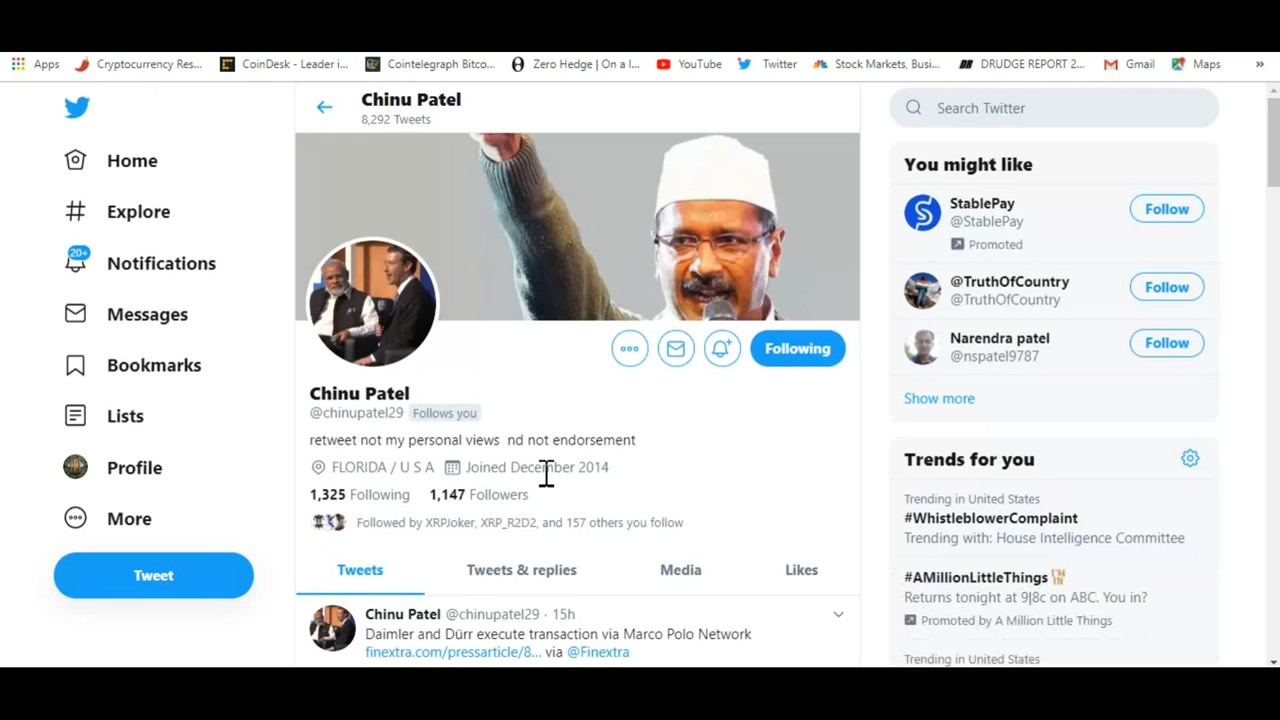 Apps Cryptocurrency Res... CoinDesk - Leader i... Cointelegraph Bitco... Zero Hedge | On a l... YouTube Twitter Stock Markets, Busi... DRUDGE REPORT 2... Gmail Maps »
Chinu Patel
8,292 Tweets
Search Twitter
Home
Explore
20+
Notifications
Messages
Bookmarks
Lists
Profile
More
Tweet
Following
Chinu Patel
@chinupatel29 Follows you
retweet not my personal views nd not endorsement
FLORIDA / U S A Joined December 2014
1,325 Following 1,147 Followers
Followed by XRPJoker, XRP_R2D2, and 157 others you follow
Tweets Tweets & replies Media Likes
Chinu Patel @chinupatel29 · 15h
Daimler and Dürr execute transaction via Marco Polo Network
finextra.com/pressarticle/8... via @Finextra
You might like
StablePay
@StablePay
Promoted
Follow
@TruthOfCountry
@TruthOfCountry
Follow
Narendra patel
@nspatel9787
Follow
Show more
Trends for you
Trending in United States
#WhistleblowerComplaint
Trending with: House Intelligence Committee
#AMillionLittleThings
Returns tonight at 9|8c on ABC. You in?
Promoted by A Million Little Things
Trending in United States